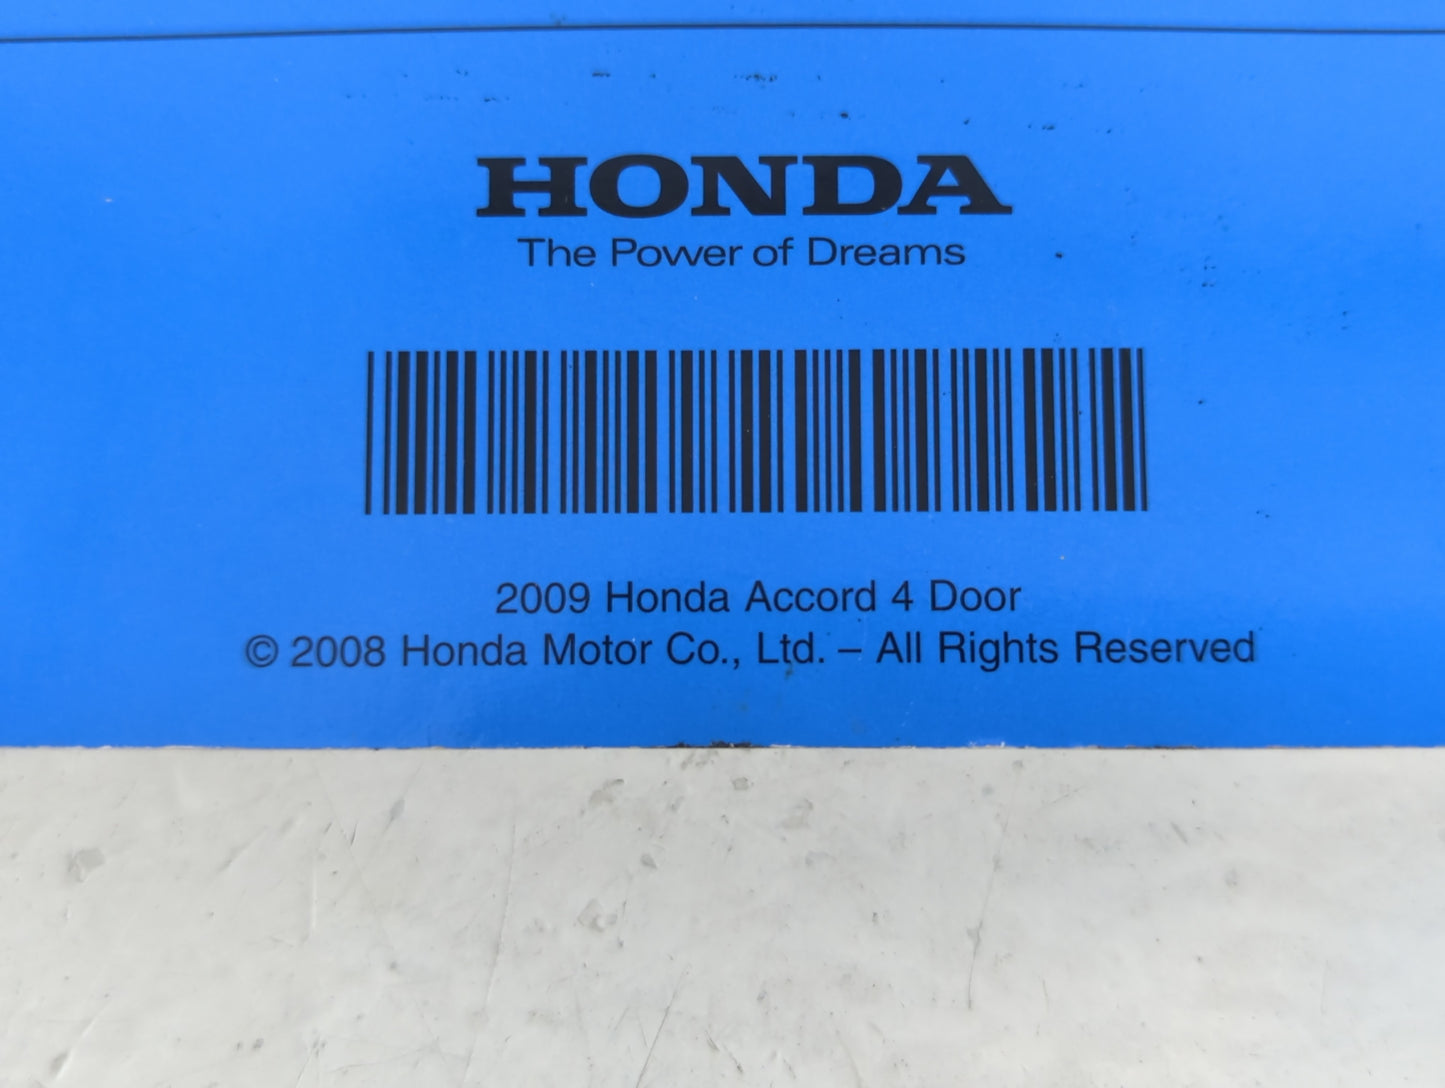 HONDA
The Power of Dreams
2009 Honda Accord 4 Door
© 2008 Honda Motor Co., Ltd. – All Rights Reserved